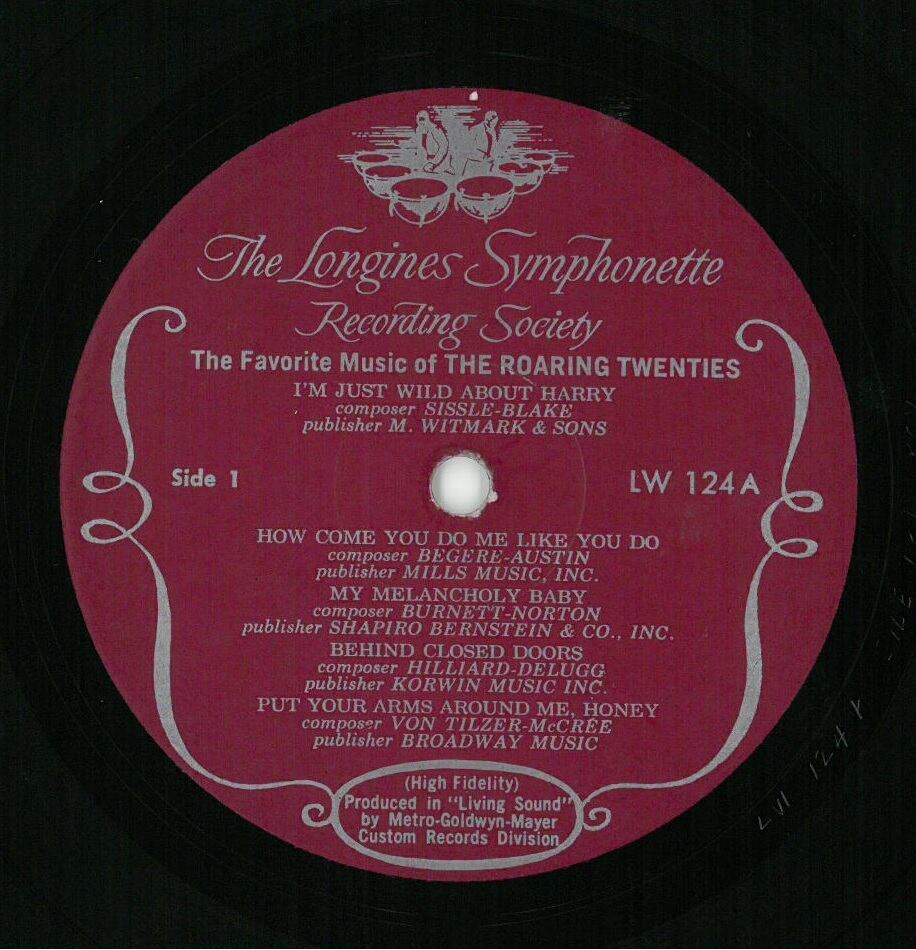 The Longines Symphonette
Recording Society
The Favorite Music of THE ROARING TWENTIES
I'M JUST WILD ABOUT HARRY
composer SISSLE-BLAKE
publisher M. WITMARK & SONS
Side 1
LW 124A
HOW COME YOU DO ME LIKE YOU DO
composer BEGERE-AUSTIN
publisher MILLS MUSIC, INC.
MY MELANCHOLY BABY
composer BURNETT-NORTON
publisher SHAPIRO BERNSTEIN & CO., INC.
BEHIND CLOSED DOORS
composer HILLIARD-DELUGG
publisher KORWIN MUSIC INC.
PUT YOUR ARMS AROUND ME, HONEY
composer VON TILZER-McCREE
publisher BROADWAY MUSIC
(High Fidelity)
Produced in "Living Sound"
by Metro-Goldwyn-Mayer
Custom Records Division